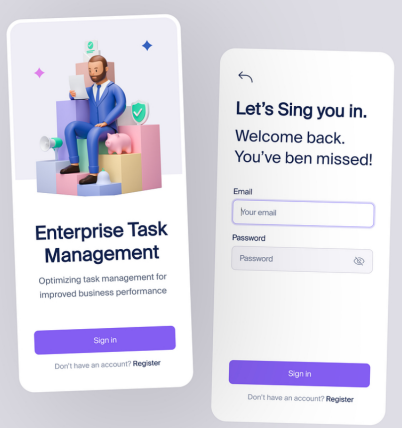 Enterprise Task
Management
Optimizing task management for
improved business performance
Sign in
Don't have an account? Register
Let's Sing you in.
Welcome back.
You've ben missed!
Email
Your email
Password
Password
Sign in
Don't have an account? Register